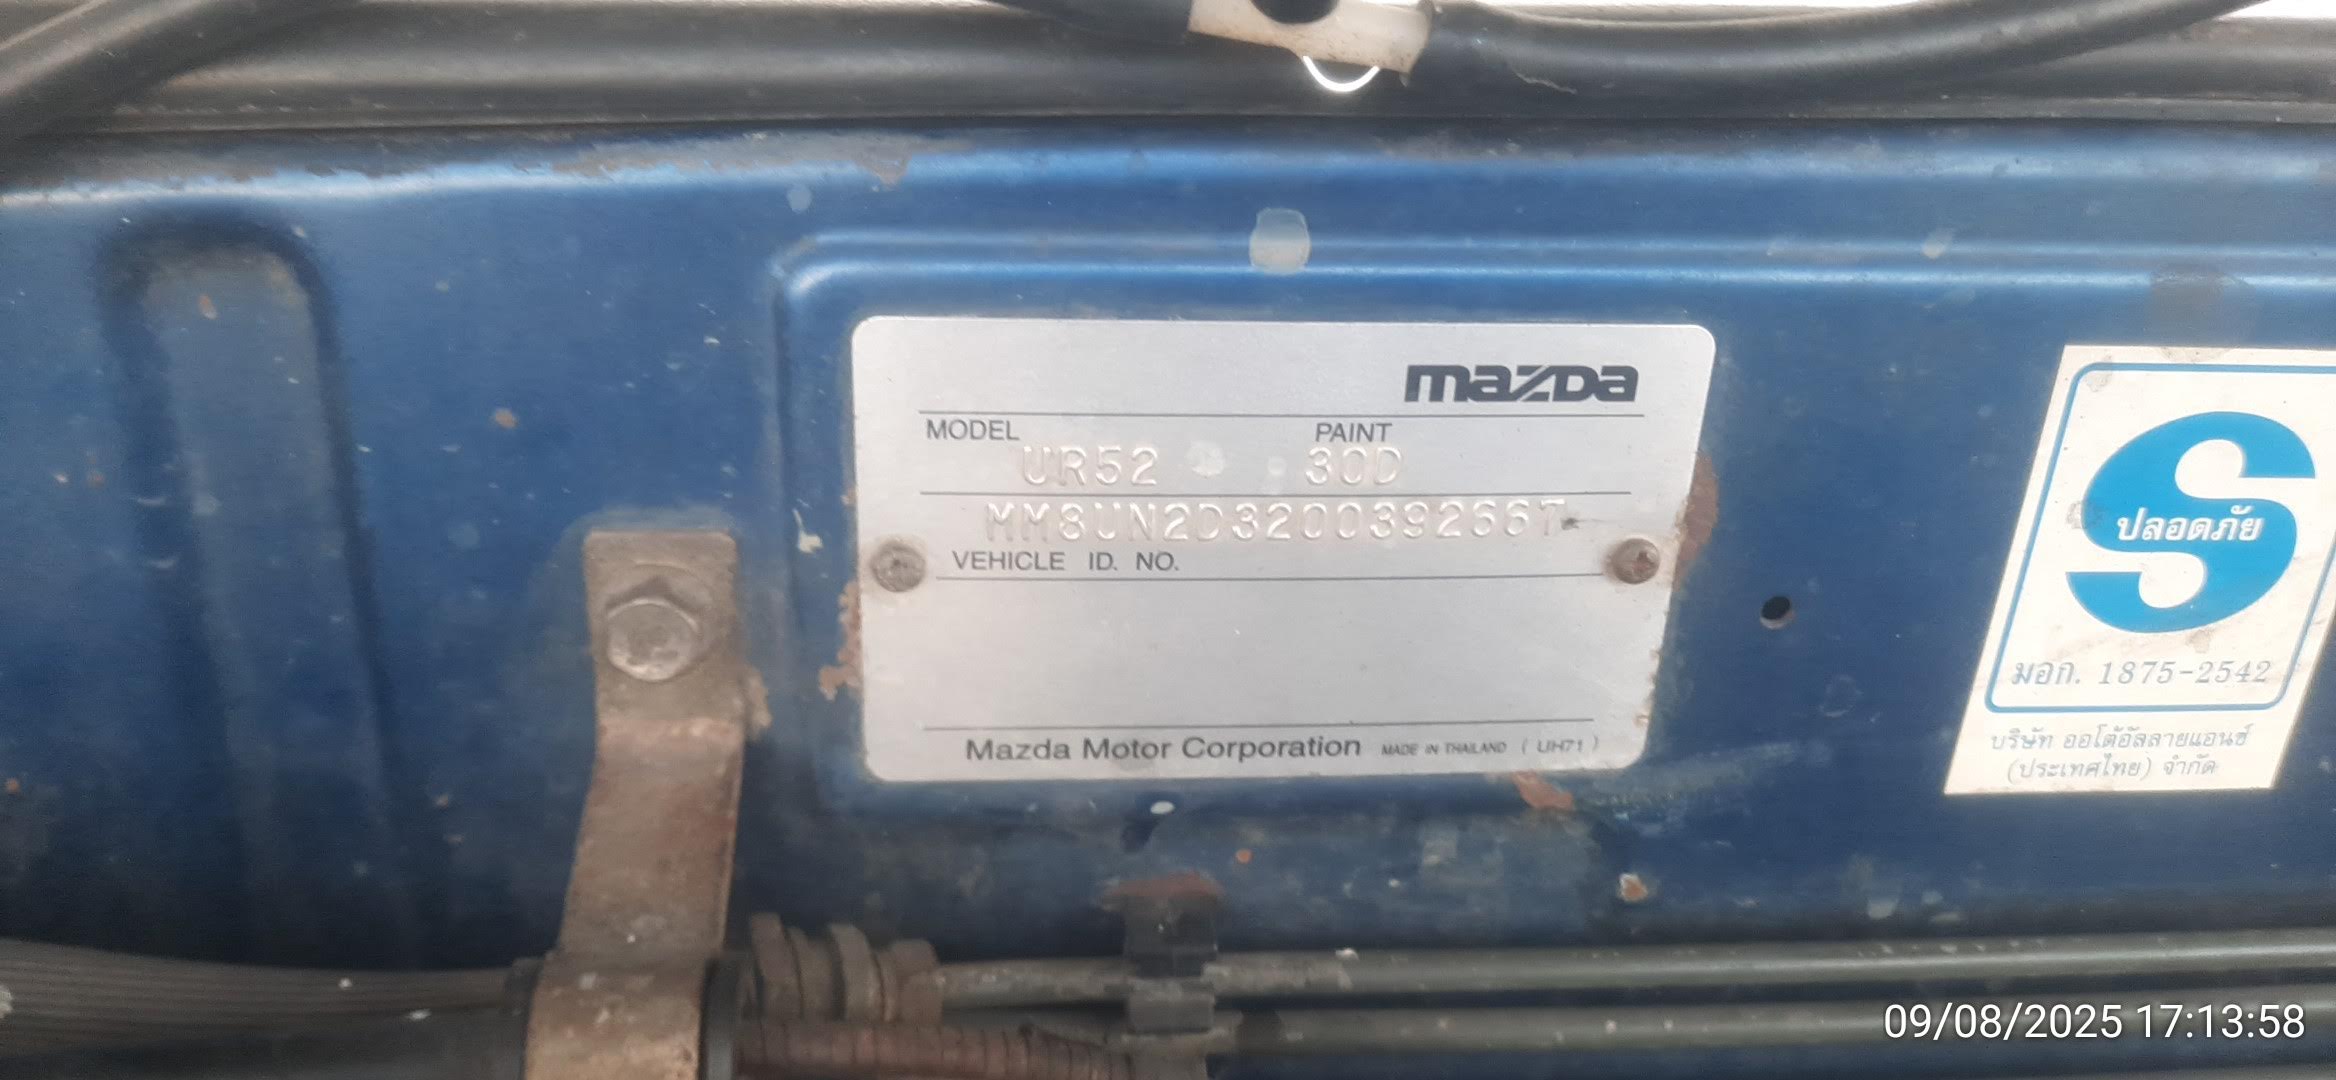 mazda
MODEL PAINT
UR52 30D
MM8UN2D320039266T
VEHICLE ID. NO.
Mazda Motor Corporation MADE IN THAILAND ( UH71 )
S
ปลอดภัย
มอก. 1875-2542
บริษัท ออโต้อัลลายแอนซ์
(ประเทศไทย) จำกัด
09/08/2025 17:13:58